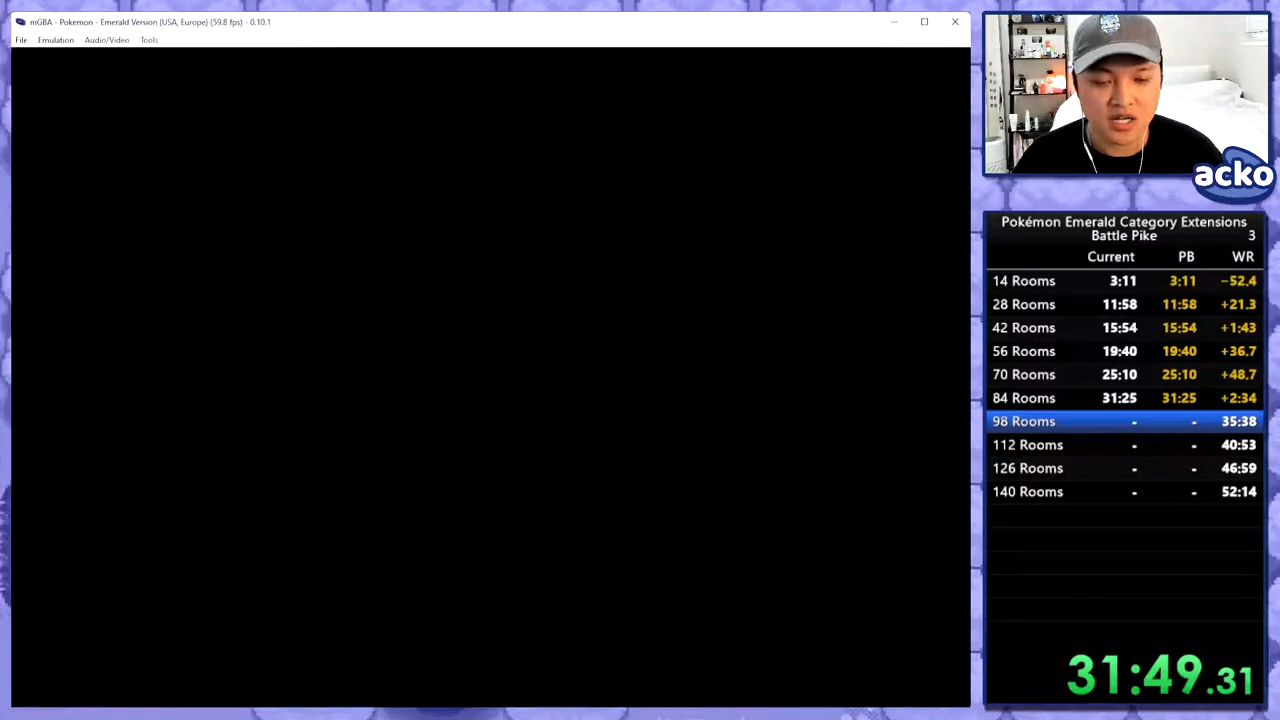 mGBA - Pokemon - Emerald Version (USA, Europe) (59.8 fps) - 0.10.1
File Emulation Audio/Video Tools
acko
Pokémon Emerald Category Extensions
Battle Pike 3
Current PB WR
14 Rooms 3:11 3:11 −52.4
28 Rooms 11:58 11:58 +21.3
42 Rooms 15:54 15:54 +1:43
56 Rooms 19:40 19:40 +36.7
70 Rooms 25:10 25:10 +48.7
84 Rooms 31:25 31:25 +2:34
98 Rooms - - 35:38
112 Rooms - - 40:53
126 Rooms - - 46:59
140 Rooms - - 52:14
31:49.31